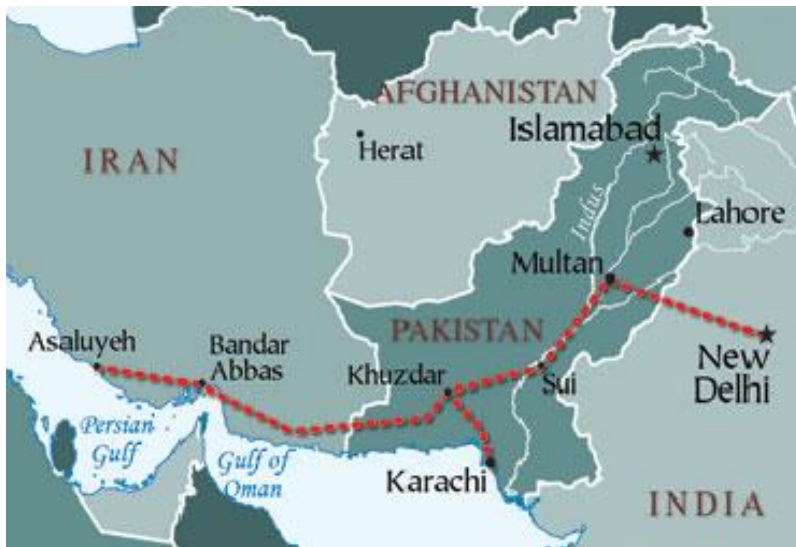 AFGHANISTAN
Islamabad
Herat
IRAN
Indus
Lahore
Multan
PAKISTAN
Asaluyeh
Bandar
Abbas
Khuzdar
Sui
New
Delhi
Persian
Gulf
Gulf of
Oman
Karachi
INDIA